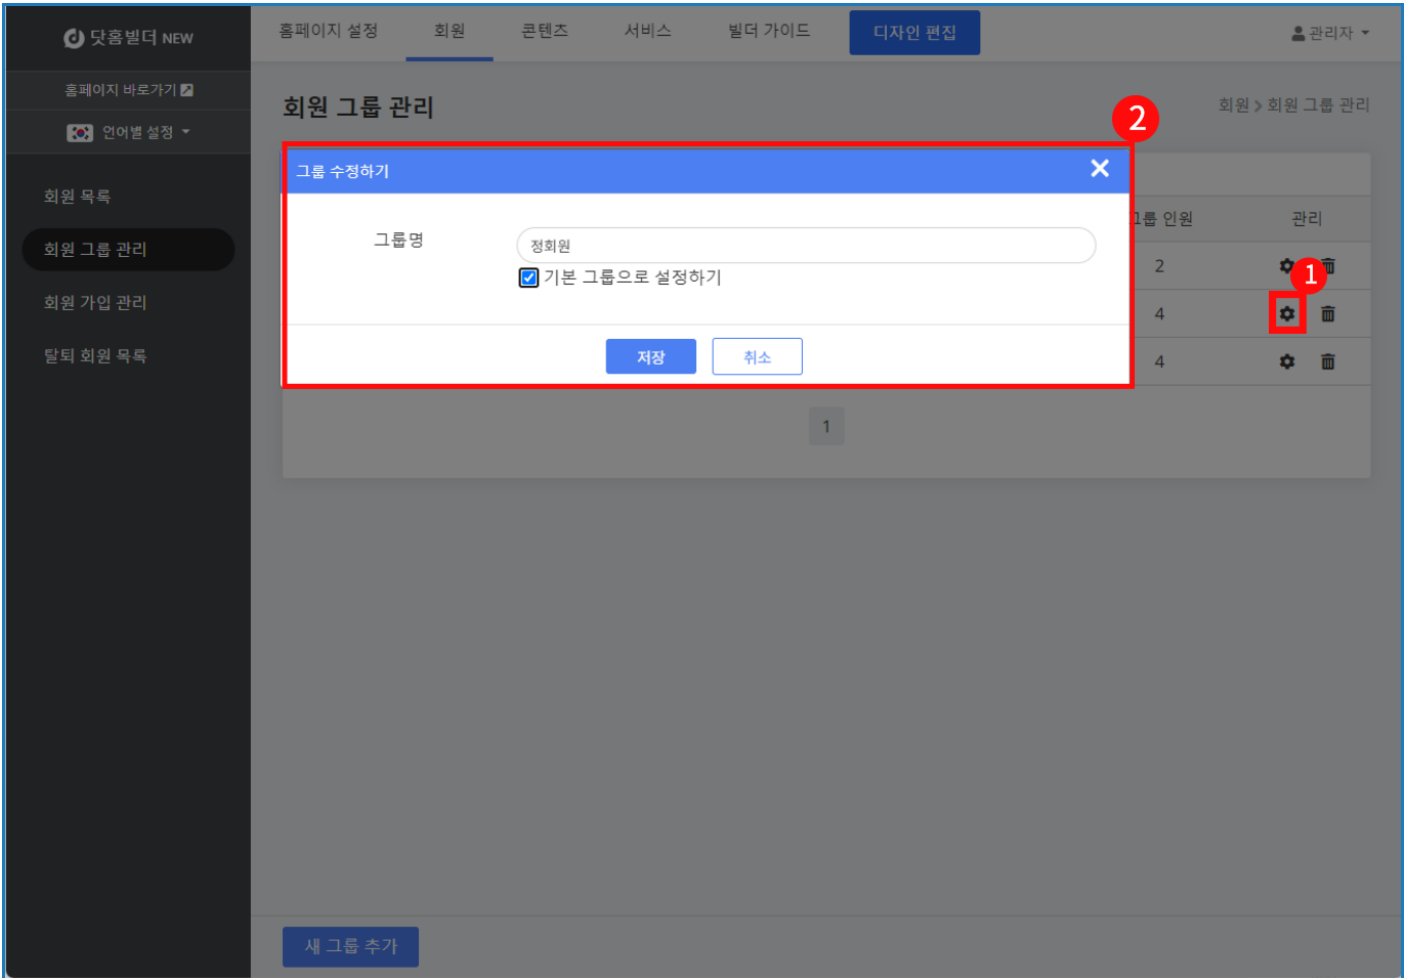 닷홈빌더 NEW
홈페이지 설정 회원 콘텐츠 서비스 빌더 가이드 디자인 편집 관리자
홈페이지 바로가기
언어별 설정
회원 목록
회원 그룹 관리
회원 가입 관리
탈퇴 회원 목록
회원 그룹 관리
회원 > 회원 그룹 관리
2
그룹 수정하기
그룹명 정회원
기본 그룹으로 설정하기
저장 취소
그룹 인원 관리
2
1
4
4
1
새 그룹 추가